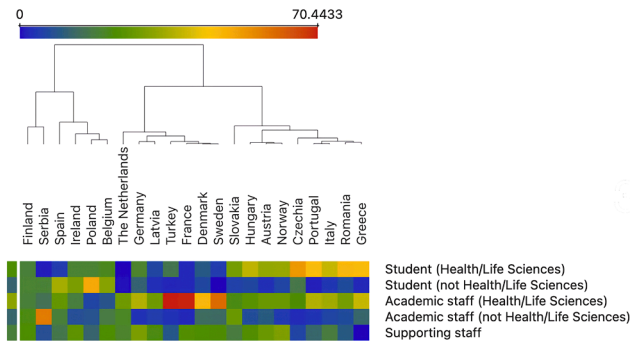 0 70.4433
Finland
Serbia
Spain
Ireland
Poland
Belgium
The Netherlands
Germany
Latvia
Turkey
France
Denmark
Sweden
Slovakia
Hungary
Austria
Norway
Czechia
Portugal
Italy
Romania
Greece
Student (Health/Life Sciences)
Student (not Health/Life Sciences)
Academic staff (Health/Life Sciences)
Academic staff (not Health/Life Sciences)
Supporting staff